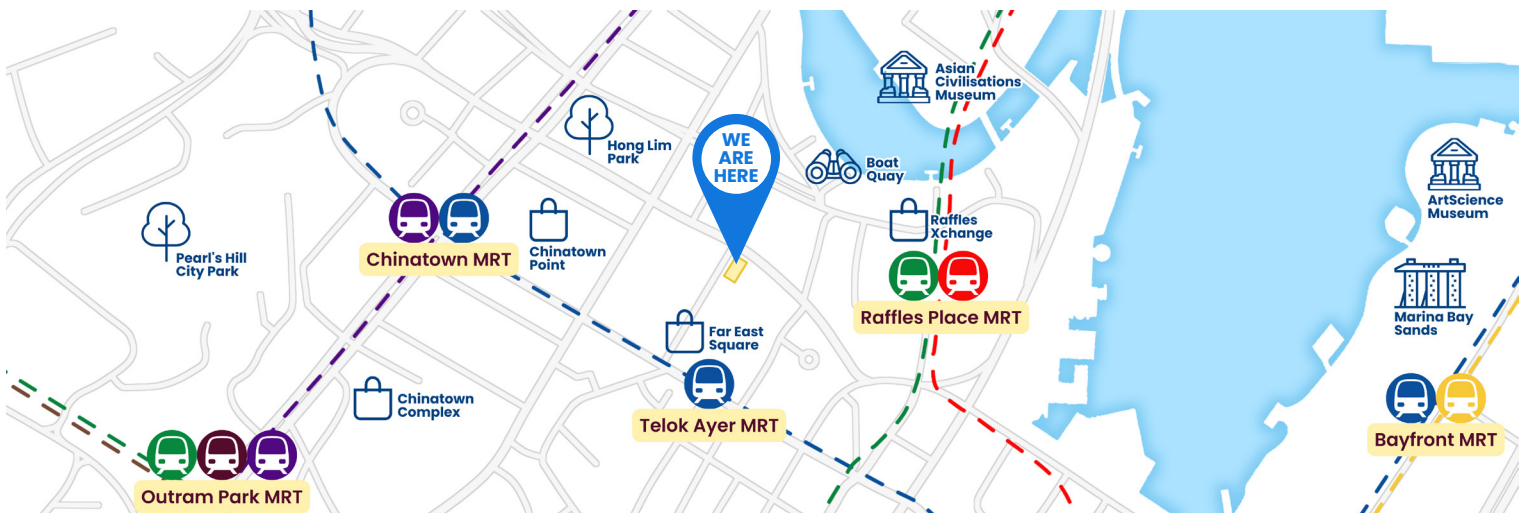 Asian
Civilisations
Museum
WE
ARE
HERE
Hong Lim
Park
Boat
Quay
ArtScience
Museum
Raffles
Xchange
Pearl's Hill
City Park
Chinatown MRT
Chinatown
Point
Raffles Place MRT
Marina Bay
Sands
Far East
Square
Chinatown
Complex
Telok Ayer MRT
Bayfront MRT
Outram Park MRT